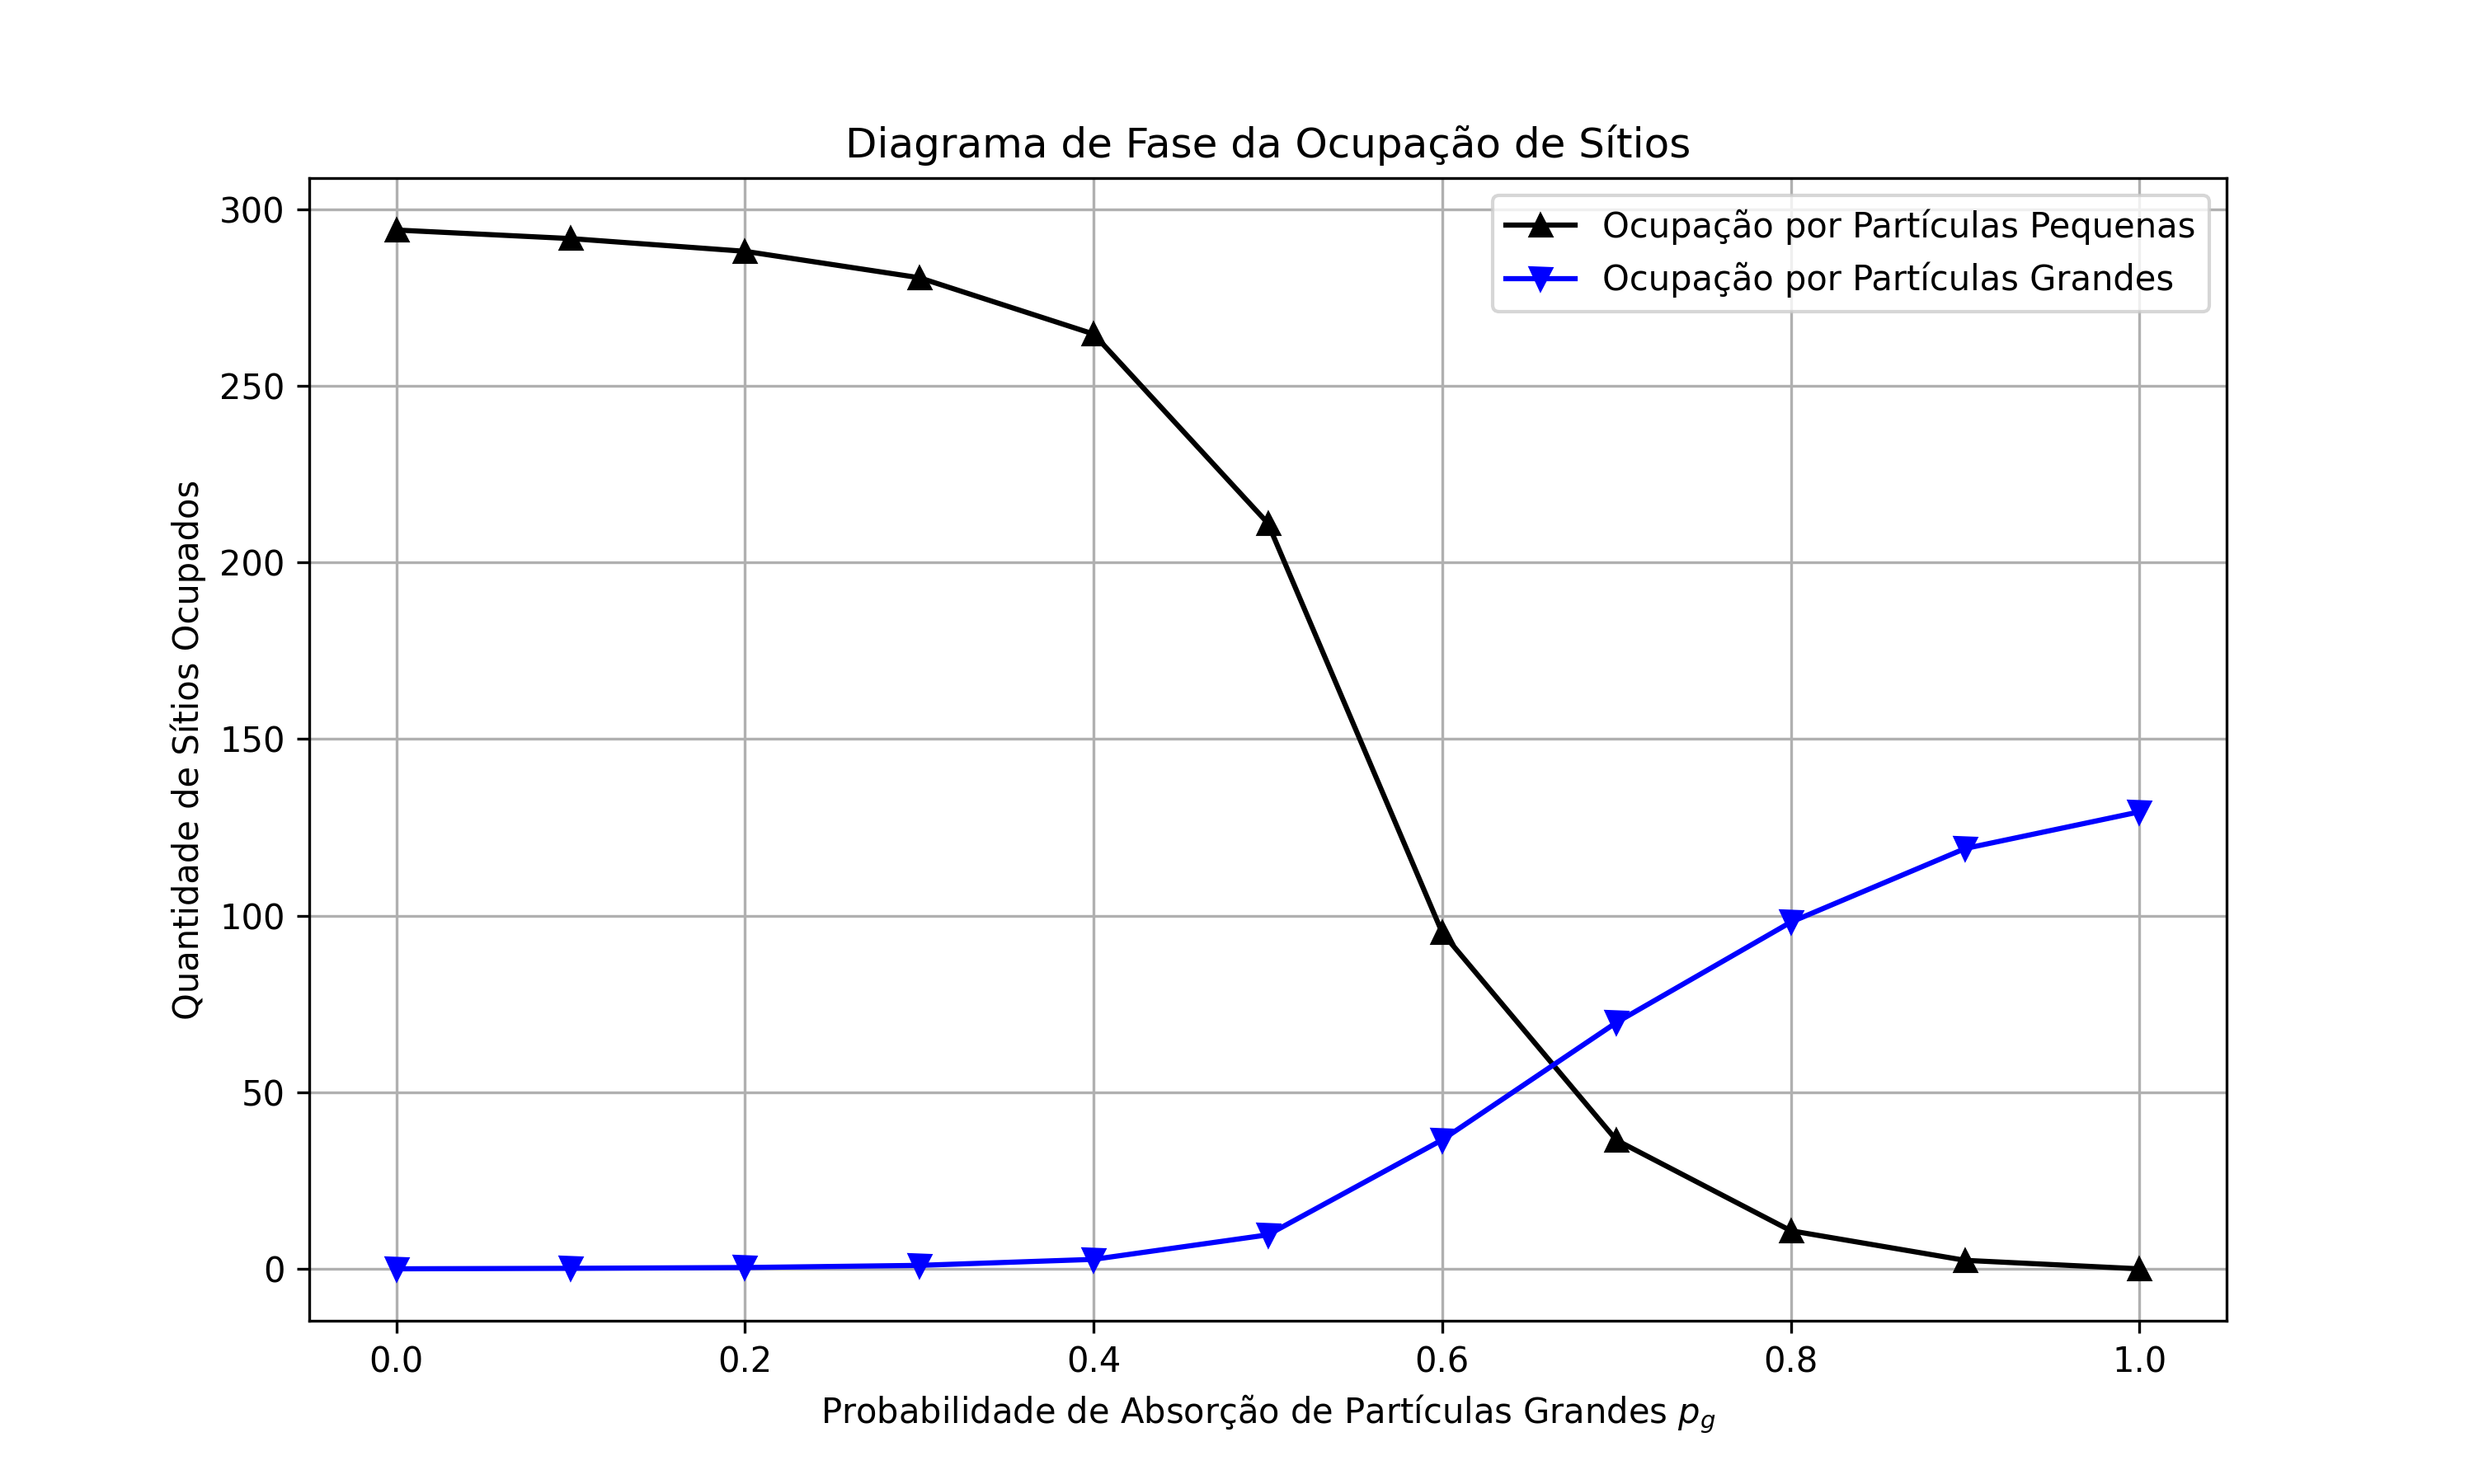 Diagrama de Fase da Ocupação de Sítios
Ocupação por Partículas Pequenas
Ocupação por Partículas Grandes
Quantidade de Sítios Ocupados
300
250
200
150
100
50
0
0.0 0.2 0.4 0.6 0.8 1.0
Probabilidade de Absorção de Partículas Grandes p_g